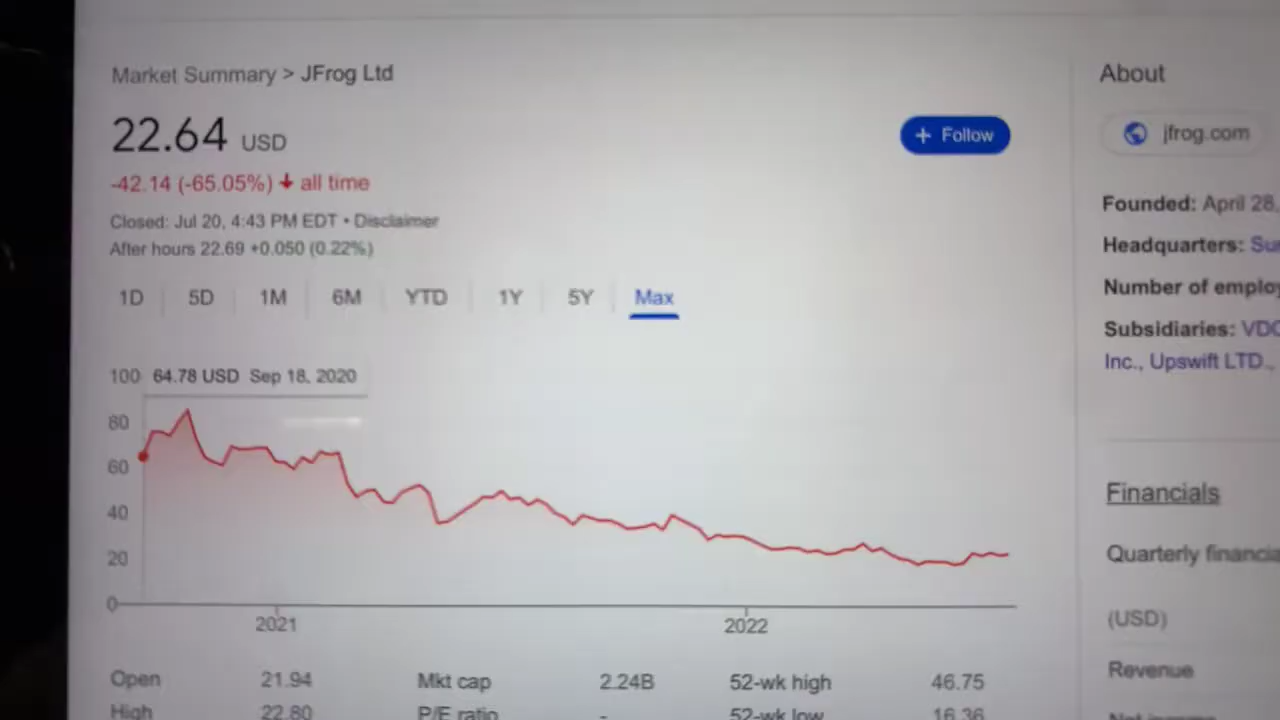 Market Summary > JFrog Ltd
22.64 USD
+ Follow
-42.14 (-65.05%) all time
Closed: Jul 20, 4:43 PM EDT • Disclaimer
After hours 22.69 +0.050 (0.22%)
1D 5D 1M 6M YTD 1Y 5Y Max
100 64.78 USD Sep 18, 2020
80
60
40
20
0
2021 2022
Open 21.94 Mkt cap 2.24B 52-wk high 46.75
High 22.80 P/E ratio - 52-wk low 16.36
About
jfrog.com
Founded: April 28,
Headquarters:
Number of
Subsidiaries:
Inc., Upswift LTD.,
Financials
Quarterly
(USD)
Revenue